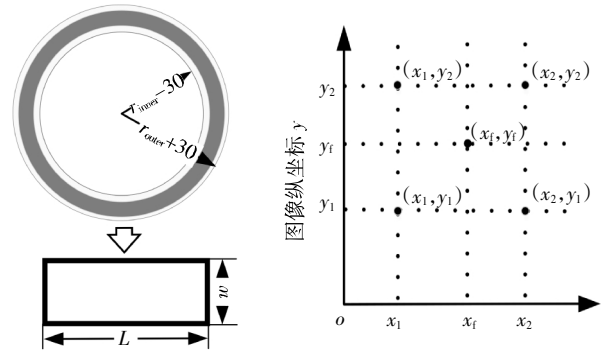 r_inner−30
r_outer+30
w
L
图像纵坐标 y
y₂
(x₁,y₂)
(x₂,y₂)
y_f
(x_f,y_f)
y₁
(x₁,y₁)
(x₂,y₁)
o
x₁
x_f
x₂